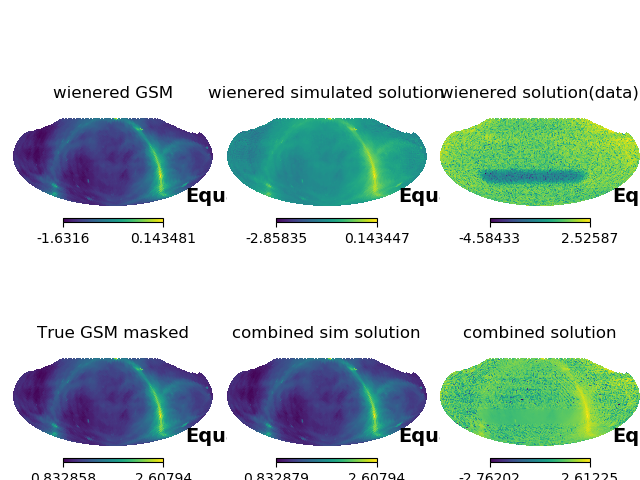 wienered GSM
wienered simulated solution
wienered solution(data)
Equ
Equ
Eq
-1.6316
0.143481
-2.85835
0.143447
-4.58433
2.52587
True GSM masked
combined sim solution
combined solution
Equ
Equ
Eq
0.832858
2.60794
0.832879
2.60794
-2.76202
2.61225